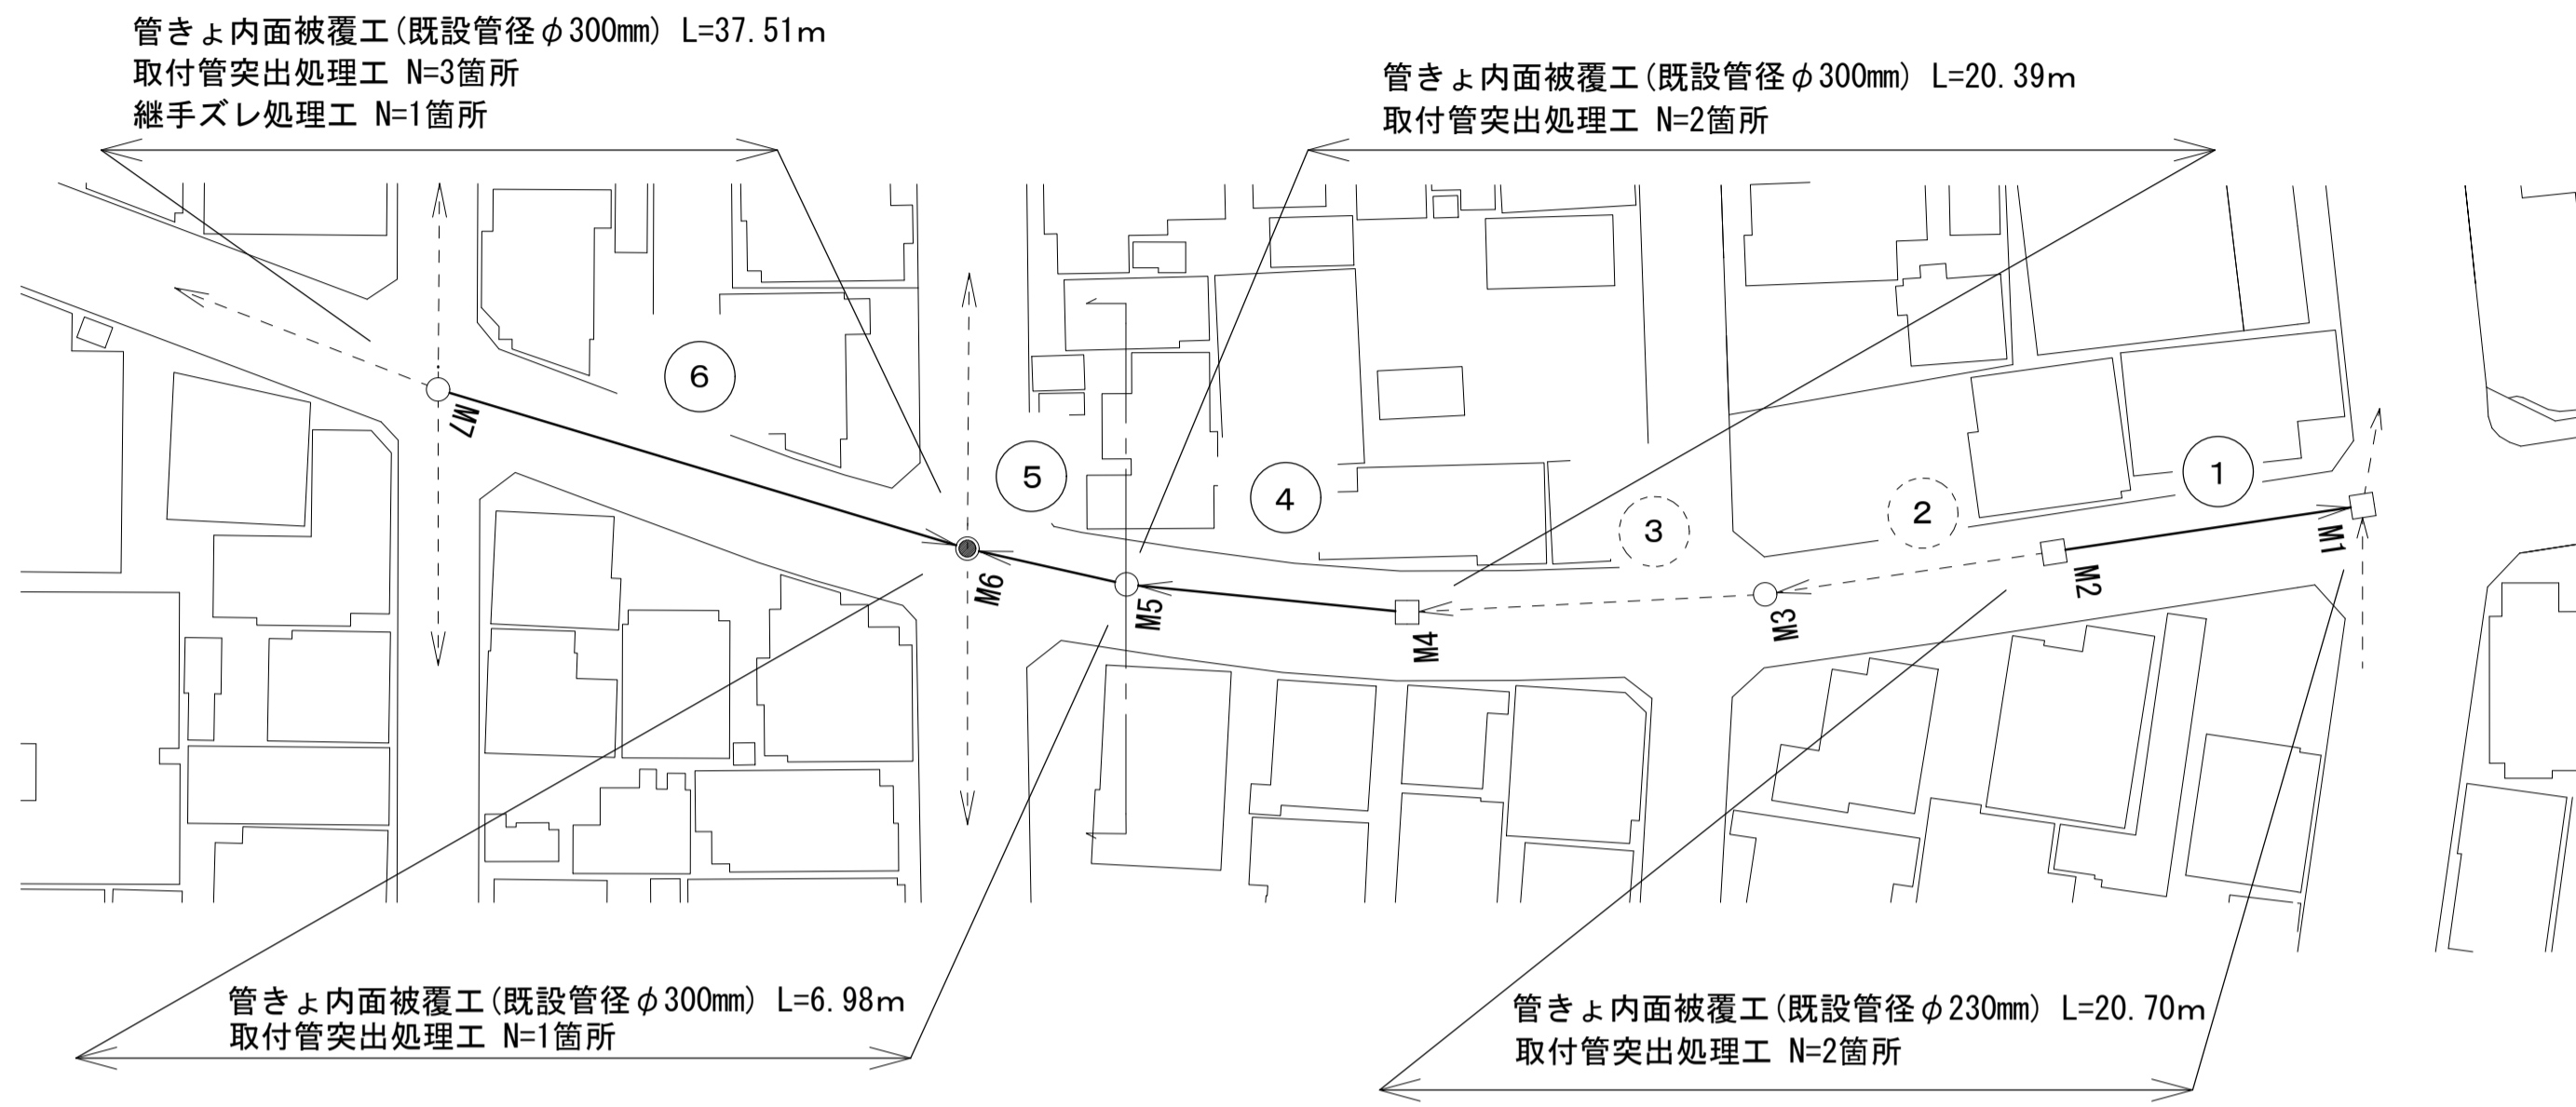 管きょ内面被覆工(既設管径φ300mm) L=37.51m
取付管突出処理工 N=3箇所
継手ズレ処理工 N=1箇所
管きょ内面被覆工(既設管径φ300mm) L=20.39m
取付管突出処理工 N=2箇所
6
5
4
3
2
1
M7
M6
M5
M4
M3
M2
M1
管きょ内面被覆工(既設管径φ300mm) L=6.98m
取付管突出処理工 N=1箇所
管きょ内面被覆工(既設管径φ230mm) L=20.70m
取付管突出処理工 N=2箇所